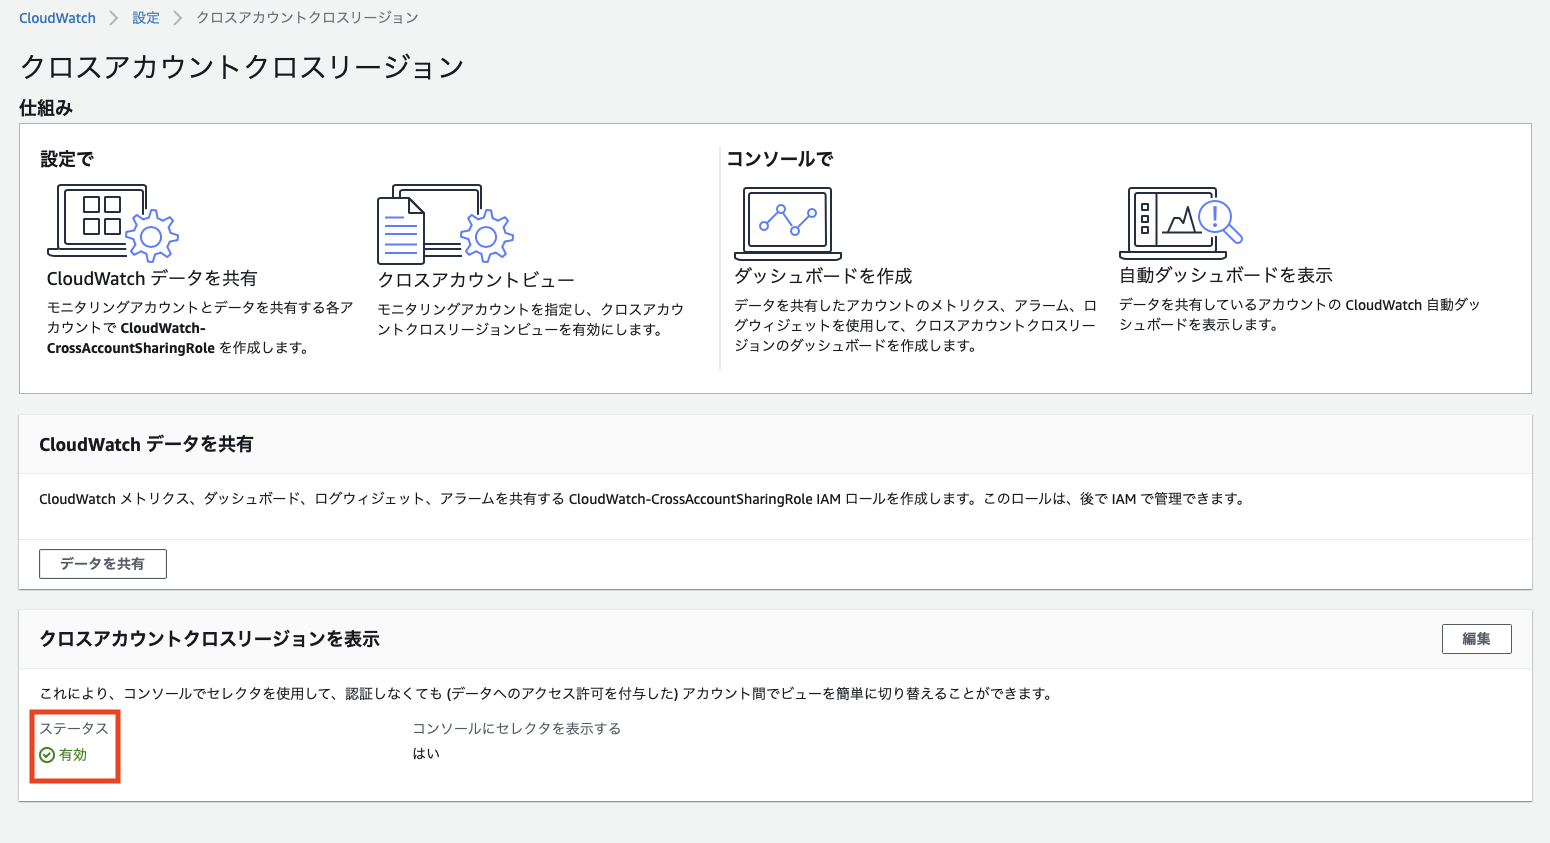 CloudWatch > 設定 > クロスアカウントクロスリージョン
クロスアカウントクロスリージョン
仕組み
設定で
CloudWatch データを共有
モニタリングアカウントとデータを共有する各ア
カウントで CloudWatch-
CrossAccountSharingRole を作成します。
クロスアカウントビュー
モニタリングアカウントを指定し、クロスアカウ
ントクロスリージョンビューを有効にします。
コンソールで
ダッシュボードを作成
データを共有したアカウントのメトリクス、アラーム、ロ
グウィジェットを使用して、クロスアカウントクロスリー
ジョンのダッシュボードを作成します。
自動ダッシュボードを表示
データを共有しているアカウントの CloudWatch 自動ダッ
シュボードを表示します。
CloudWatch データを共有
CloudWatch メトリクス、ダッシュボード、ログウィジェット、アラームを共有する CloudWatch-CrossAccountSharingRole IAM ロールを作成します。このロールは、後で IAM で管理できます。
データを共有
クロスアカウントクロスリージョンを表示
編集
これにより、コンソールでセレクタを使用して、認証しなくても (データへのアクセス許可を付与した) アカウント間でビューを簡単に切り替えることができます。
ステータス
有効
コンソールにセレクタを表示する
はい